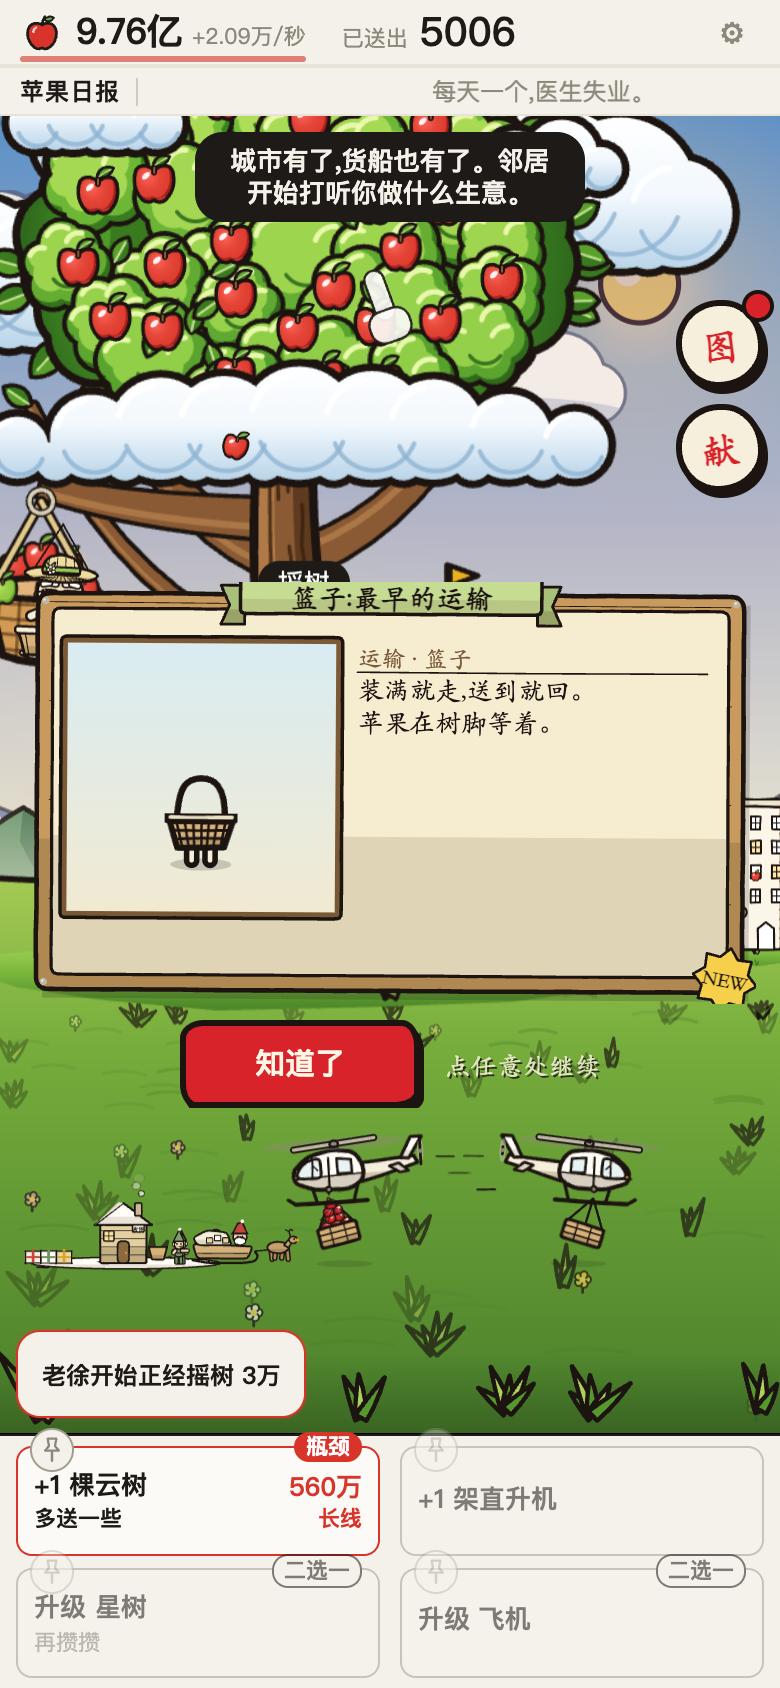 9.76亿 +2.09万/秒 已送出 5006
苹果日报 每天一个,医生失业。
城市有了,货船也有了。邻居
开始打听你做什么生意。
图
献
摇树
篮子:最早的运输
运输 · 篮子
装满就走,送到就回。
苹果在树脚等着。
NEW
知道了
点任意处继续
老徐开始正经摇树 3万
瓶颈
+1 棵云树 560万
多送一些 长线
+1 架直升机
二选一
升级 星树
再攒攒
二选一
升级 飞机